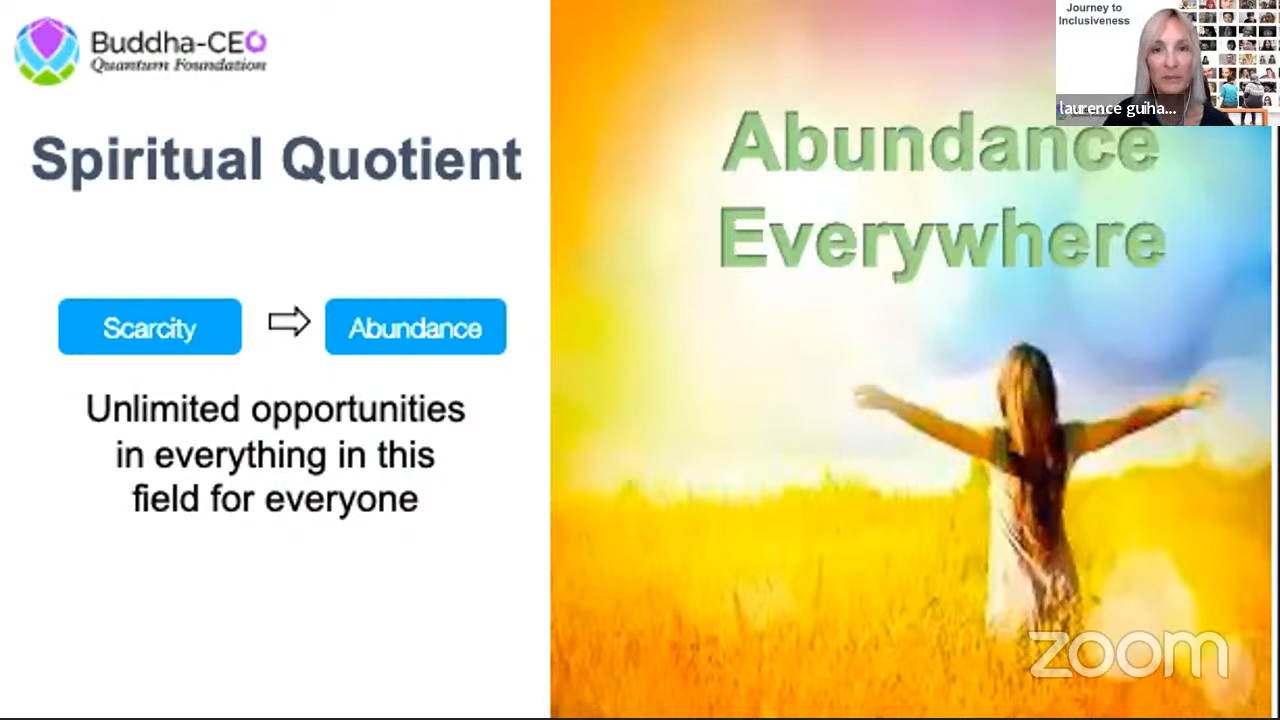 Buddha-CEO
Quantum Foundation
Spiritual Quotient
Scarcity
Abundance
Unlimited opportunities
in everything in this
field for everyone
Abundance
Everywhere
Journey to
Inclusiveness
laurence guiha...
zoom